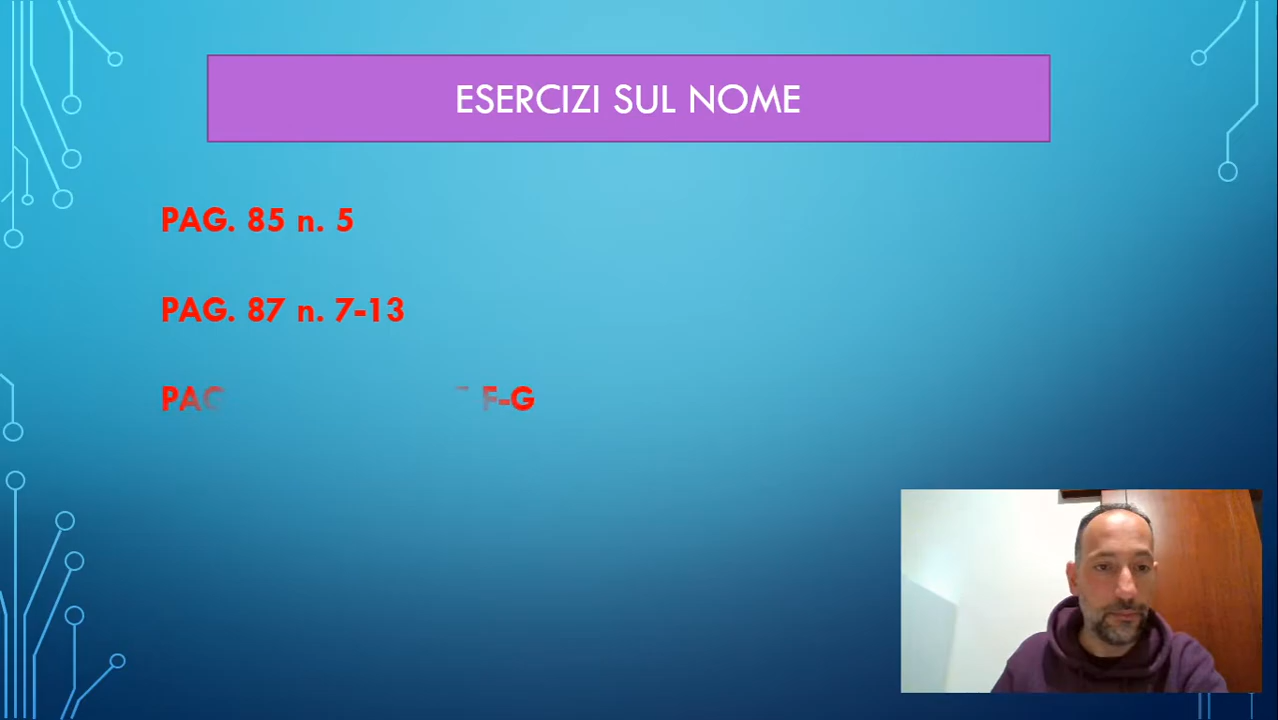 ESERCIZI SUL NOME
PAG. 85 n. 5
PAG. 87 n. 7-13
F-G